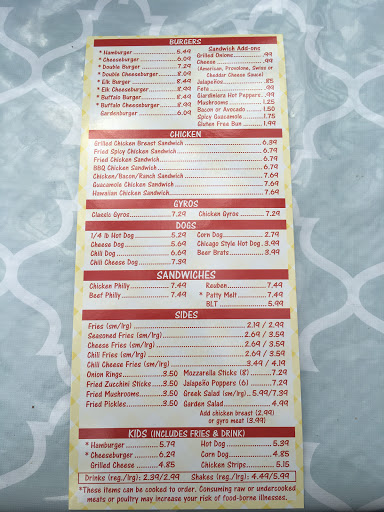 BURGERS
* Hamburger 5.49
* Cheeseburger 6.09
* Double Burger 7.29
* Double Cheeseburger 8.09
* Elk Burger 8.49
* Elk Cheeseburger 8.99
* Buffalo Burger 8.49
* Buffalo Cheeseburger 8.99
Gardenburger 6.09
Sandwich Add-ons
Grilled Onions .99
Cheese .99
(American, Provolone, Swiss or
Cheddar Cheese Sauce)
Jalapeños .85
Feta .99
Giardiniera Hot Peppers .99
Mushrooms 1.25
Bacon or Avocado 1.50
Spicy Guacamole 1.75
Gluten Free Bun 1.99
CHICKEN
Grilled Chicken Breast Sandwich 6.39
Fried Spicy Chicken Sandwich 6.79
Fried Chicken Sandwich 6.79
BBQ Chicken Sandwich 6.79
Chicken/Bacon/Ranch Sandwich 7.69
Guacamole Chicken Sandwich 7.69
Hawaiian Chicken Sandwich 7.69
GYROS
Classic Gyros 7.29 Chicken Gyros 7.29
DOGS
1/4 lb Hot Dog 5.29 Corn Dog 2.79
Cheese Dog 5.69 Chicago Style Hot Dog 3.99
Chili Dog 6.69 Beer Brats 3.99
Chili Cheese Dog 7.39
SANDWICHES
Chicken Philly 7.49 Reuben 7.49
Beef Philly 7.49 * Patty Melt 7.49
BLT 5.99
SIDES
Fries (sm/lrg) 2.19 / 2.99
Seasoned Fries (sm/lrg) 2.69 / 3.59
Cheese Fries (sm/lrg) 2.69 / 3.59
Chili Fries (sm/lrg) 2.69 / 3.59
Chili Cheese Fries (sm/lrg) 3.49 / 4.19
Onion Rings 3.50 Mozzarella Sticks (8) 7.29
Fried Zucchini Sticks 3.50 Jalapeño Poppers (6) 7.29
Fried Mushrooms 3.50 Greek Salad (sm/lrg) 5.99/7.39
Fried Pickles 3.50 Garden Salad 4.99
Add chicken breast (2.99)
or gyro meat (3.99)
KIDS (INCLUDES FRIES & DRINK)
* Hamburger 5.79 Hot Dog 5.39
* Cheeseburger 6.29 Corn Dog 4.85
Grilled Cheese 4.85 Chicken Strips 5.15
Drinks (reg./lrg): 2.39/2.99 Shakes (reg./lrg): 4.49/5.99
*These items can be cooked to order. Consuming raw or undercooked
meats or poultry may increase your risk of food-borne illnesses.